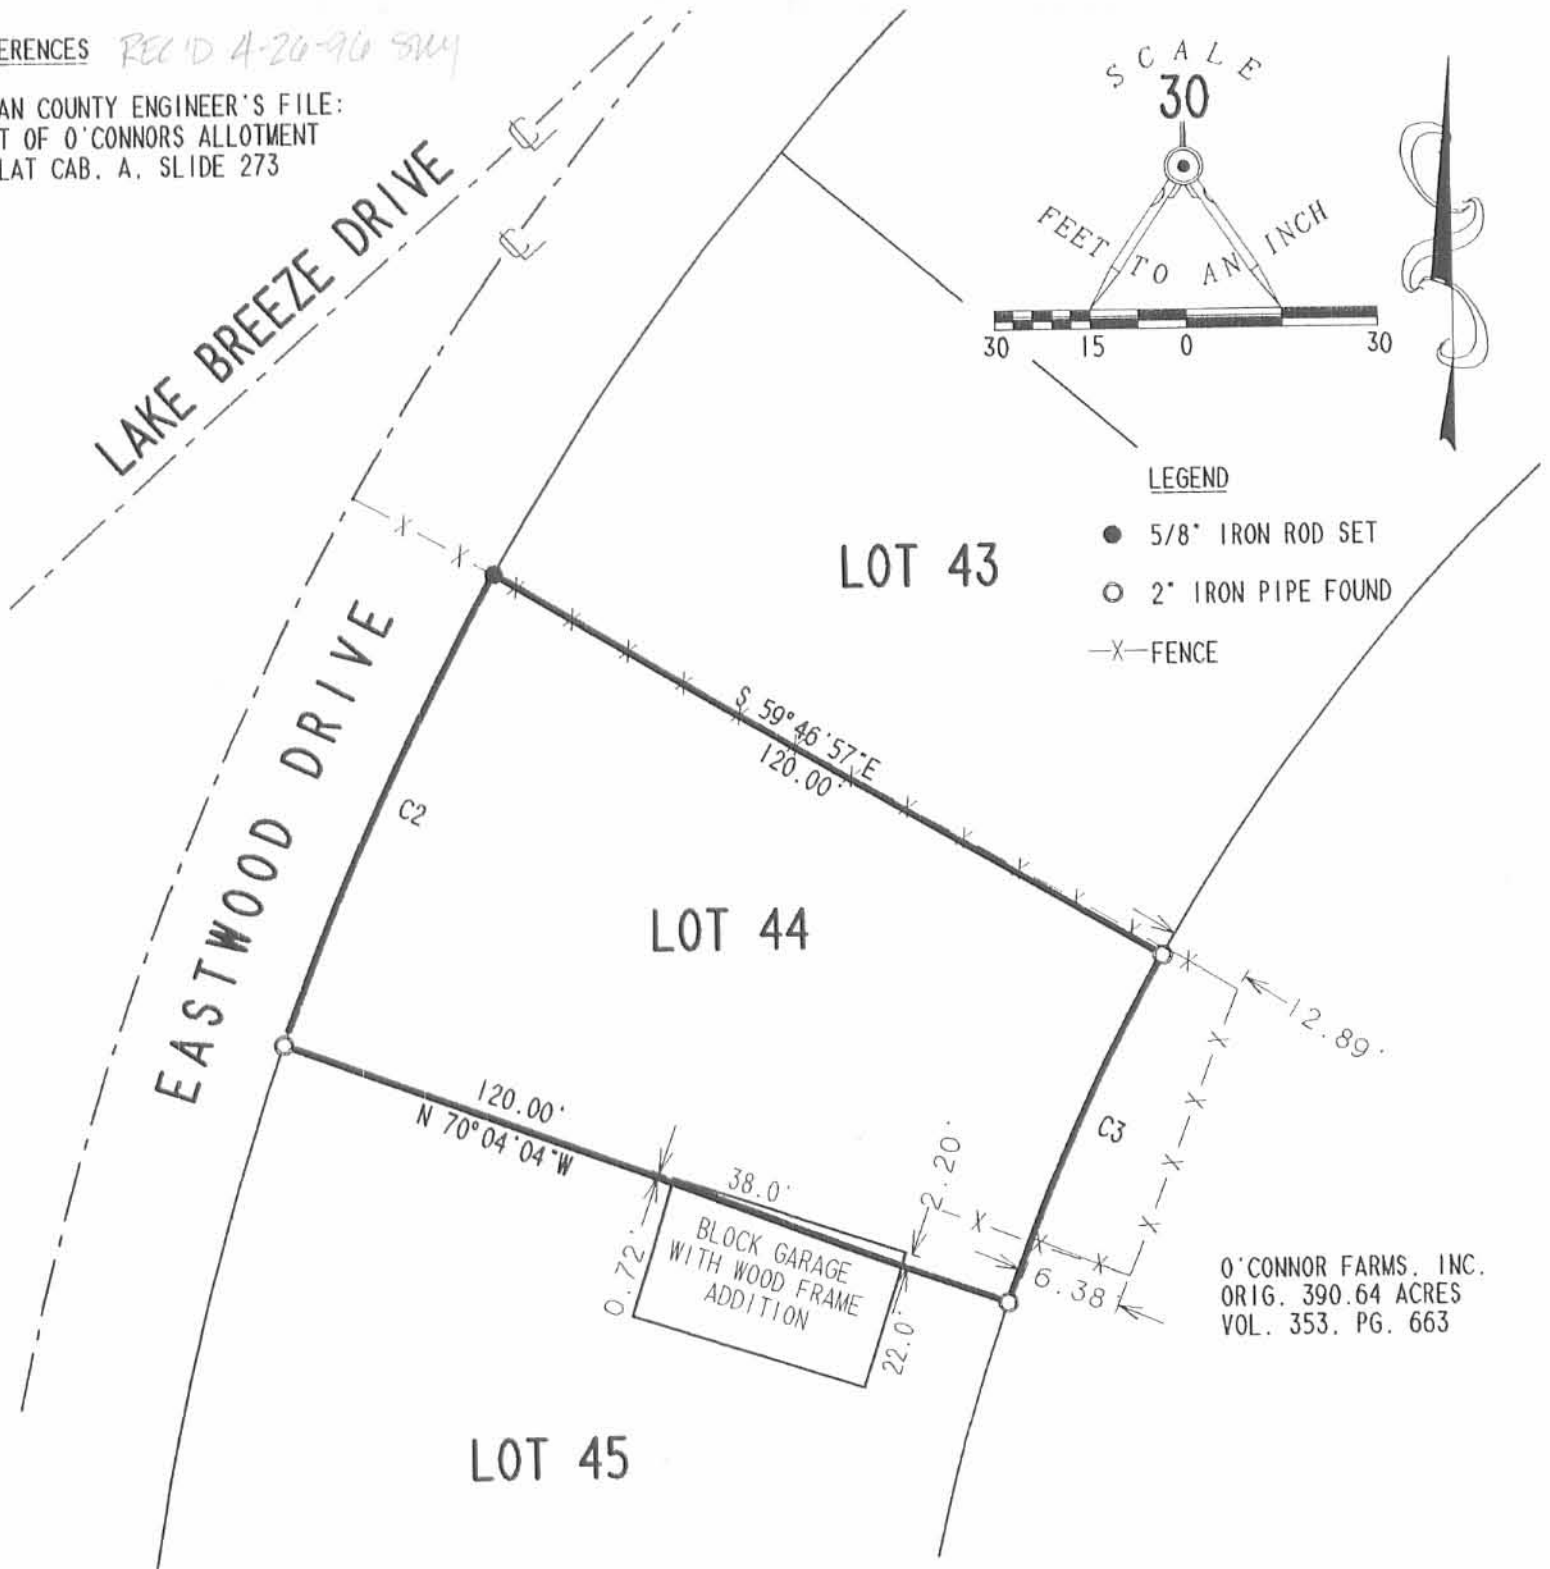 ERENCES REC'D 4-26-96
AN COUNTY ENGINEER'S FILE:
T OF O'CONNORS ALLOTMENT
LAT CAB. A, SLIDE 273
SCALE
30
FEET TO AN INCH
30 15 0 30
LAKE BREEZE DRIVE
LEGEND
5/8" IRON ROD SET
2" IRON PIPE FOUND
—X— FENCE
LOT 43
EASTWOOD DRIVE
S 59°46'57"E
120.00'
C2
LOT 44
12.89'
120.00'
N 70°04'04"W
C3
2.20'
38.0'
0.72'
BLOCK GARAGE
WITH WOOD FRAME
ADDITION
22.0'
6.38'
O'CONNOR FARMS, INC.
ORIG. 390.64 ACRES
VOL. 353, PG. 663
LOT 45